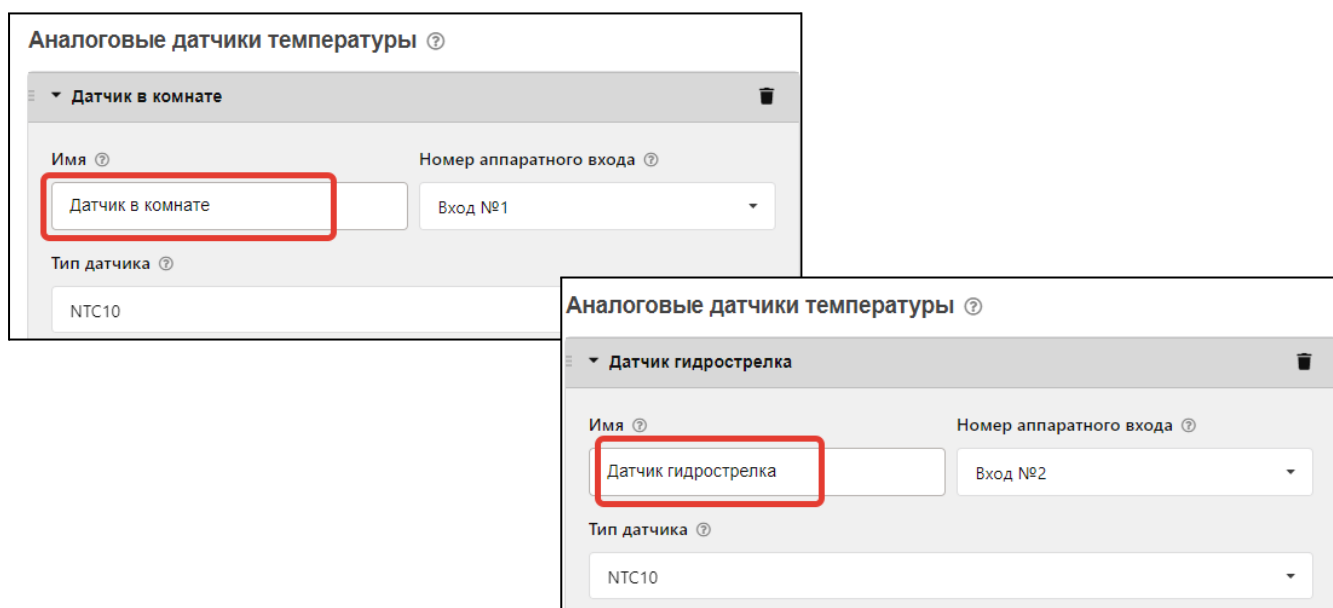 Аналоговые датчики температуры ?
Датчик в комнате
Имя ? Номер аппаратного входа ?
Датчик в комнате Вход №1
Тип датчика ?
NTC10
Аналоговые датчики температуры ?
Датчик гидрострелка
Имя ? Номер аппаратного входа ?
Датчик гидрострелка Вход №2
Тип датчика ?
NTC10